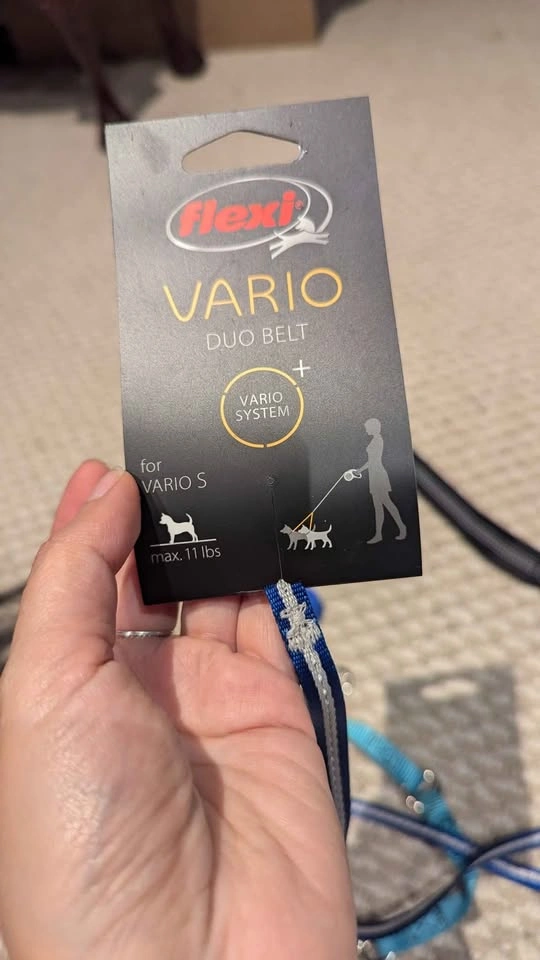 flexi
VARIO
DUO BELT
VARIO
SYSTEM
+
for
VARIO S
max. 11 lbs